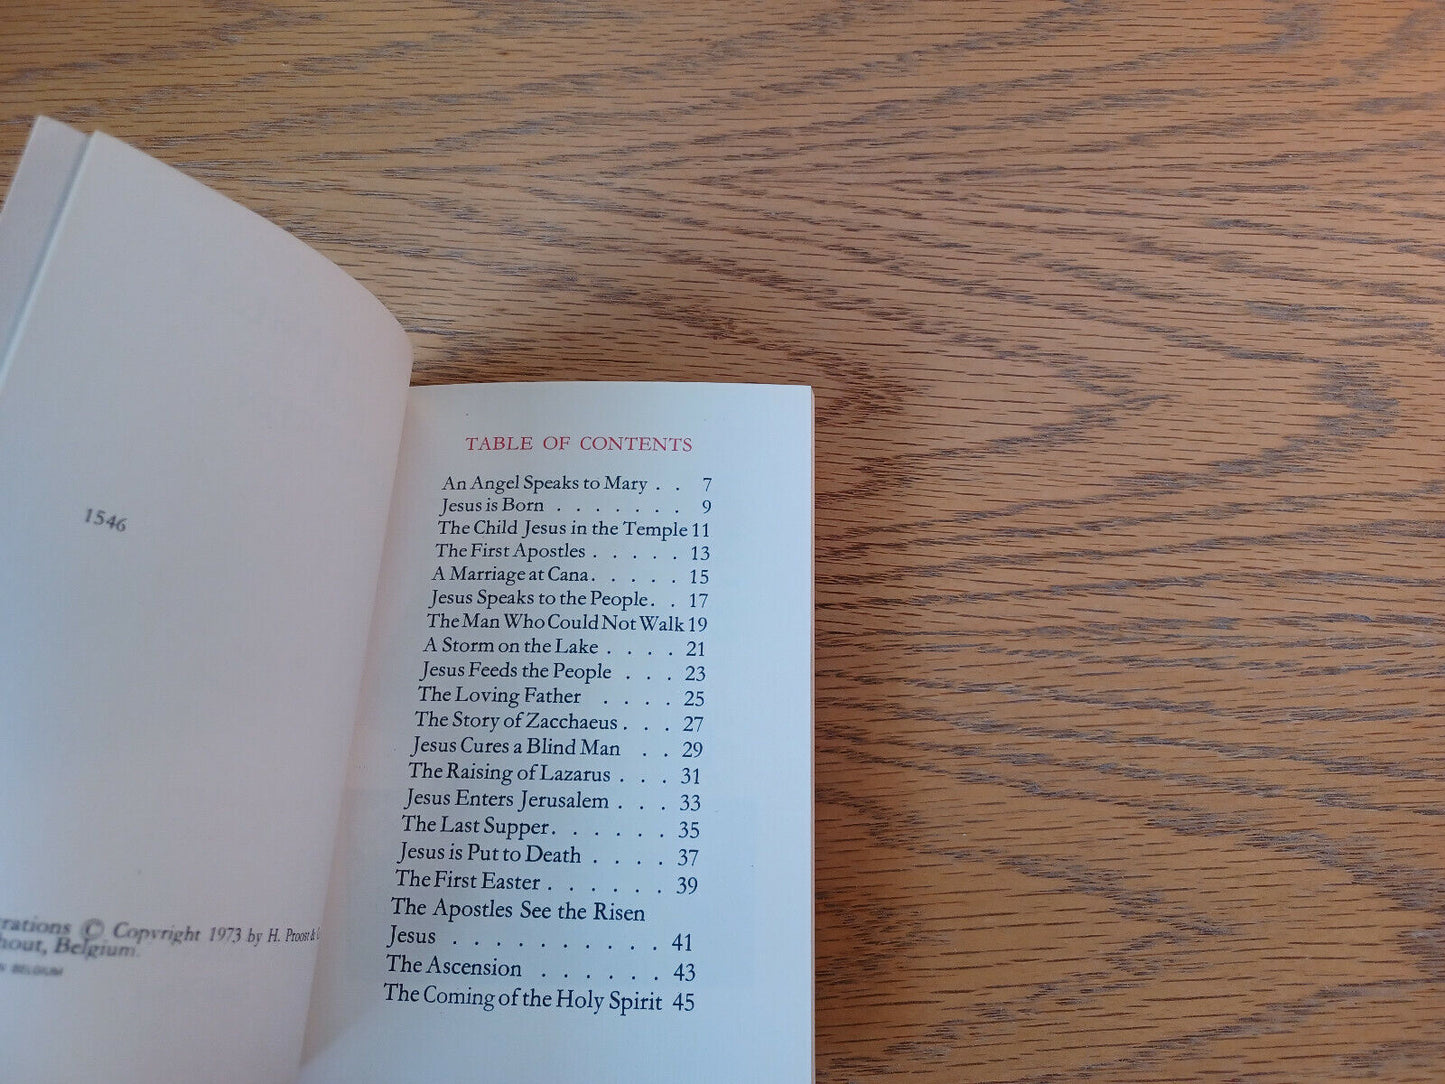 1546
rations © Copyright 1973 by H. Proost &
hout, Belgium.
BELGIUM
TABLE OF CONTENTS
An Angel Speaks to Mary . . 7
Jesus is Born . . . . . . . 9
The Child Jesus in the Temple 11
The First Apostles . . . . . 13
A Marriage at Cana. . . . . 15
Jesus Speaks to the People. . 17
The Man Who Could Not Walk 19
A Storm on the Lake . . . . 21
Jesus Feeds the People . . . 23
The Loving Father . . . . 25
The Story of Zacchaeus . . . 27
Jesus Cures a Blind Man . . 29
The Raising of Lazarus . . . 31
Jesus Enters Jerusalem . . . 33
The Last Supper. . . . . . 35
Jesus is Put to Death . . . . 37
The First Easter . . . . . . 39
The Apostles See the Risen
Jesus . . . . . . . . . . 41
The Ascension . . . . . . 43
The Coming of the Holy Spirit 45